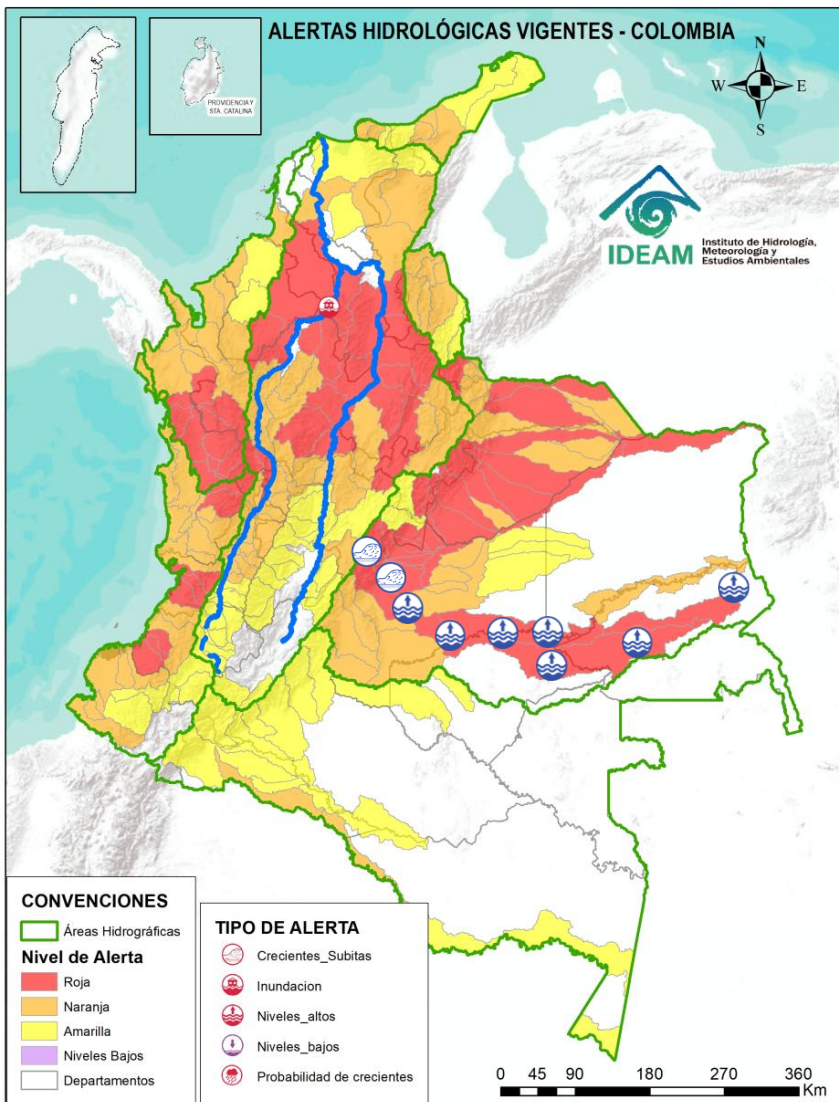 ALERTAS HIDROLÓGICAS VIGENTES - COLOMBIA
PROVIDENCIA Y
STA. CATALINA
N
W
E
S
IDEAM
Instituto de Hidrología,
Meteorología y
Estudios Ambientales
CONVENCIONES
Áreas Hidrográficas
Nivel de Alerta
Roja
Naranja
Amarilla
Niveles Bajos
Departamentos
TIPO DE ALERTA
Crecientes_Subitas
Inundacion
Niveles_altos
Niveles_bajos
Probabilidad de crecientes
0 45 90 180 270 360
Km